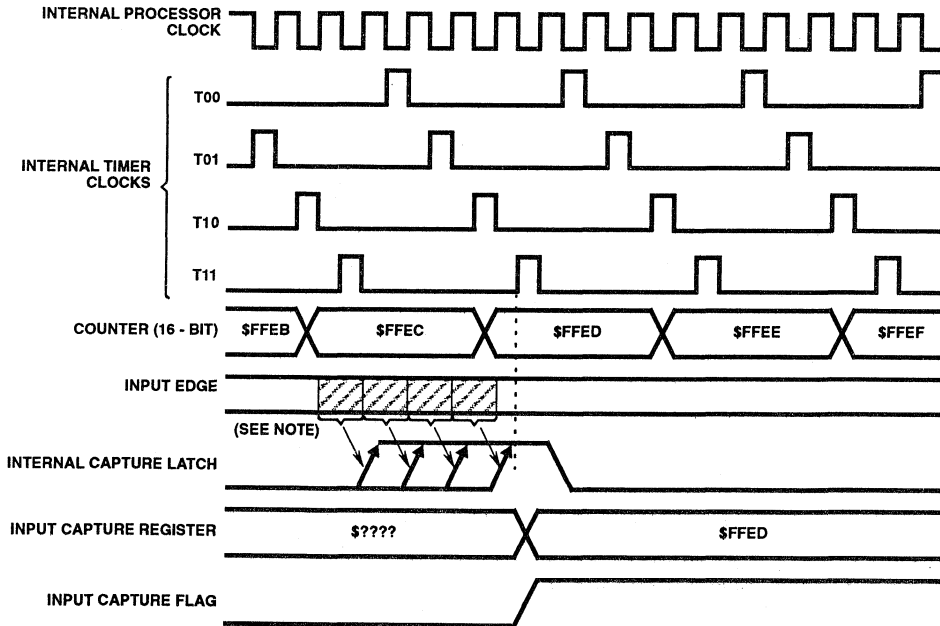 INTERNAL PROCESSOR
CLOCK
T00
T01
INTERNAL TIMER
CLOCKS
T10
T11
COUNTER (16 - BIT)
$FFEB
$FFEC
$FFED
$FFEE
$FFEF
INPUT EDGE
(SEE NOTE)
INTERNAL CAPTURE LATCH
INPUT CAPTURE REGISTER
$????
$FFED
INPUT CAPTURE FLAG